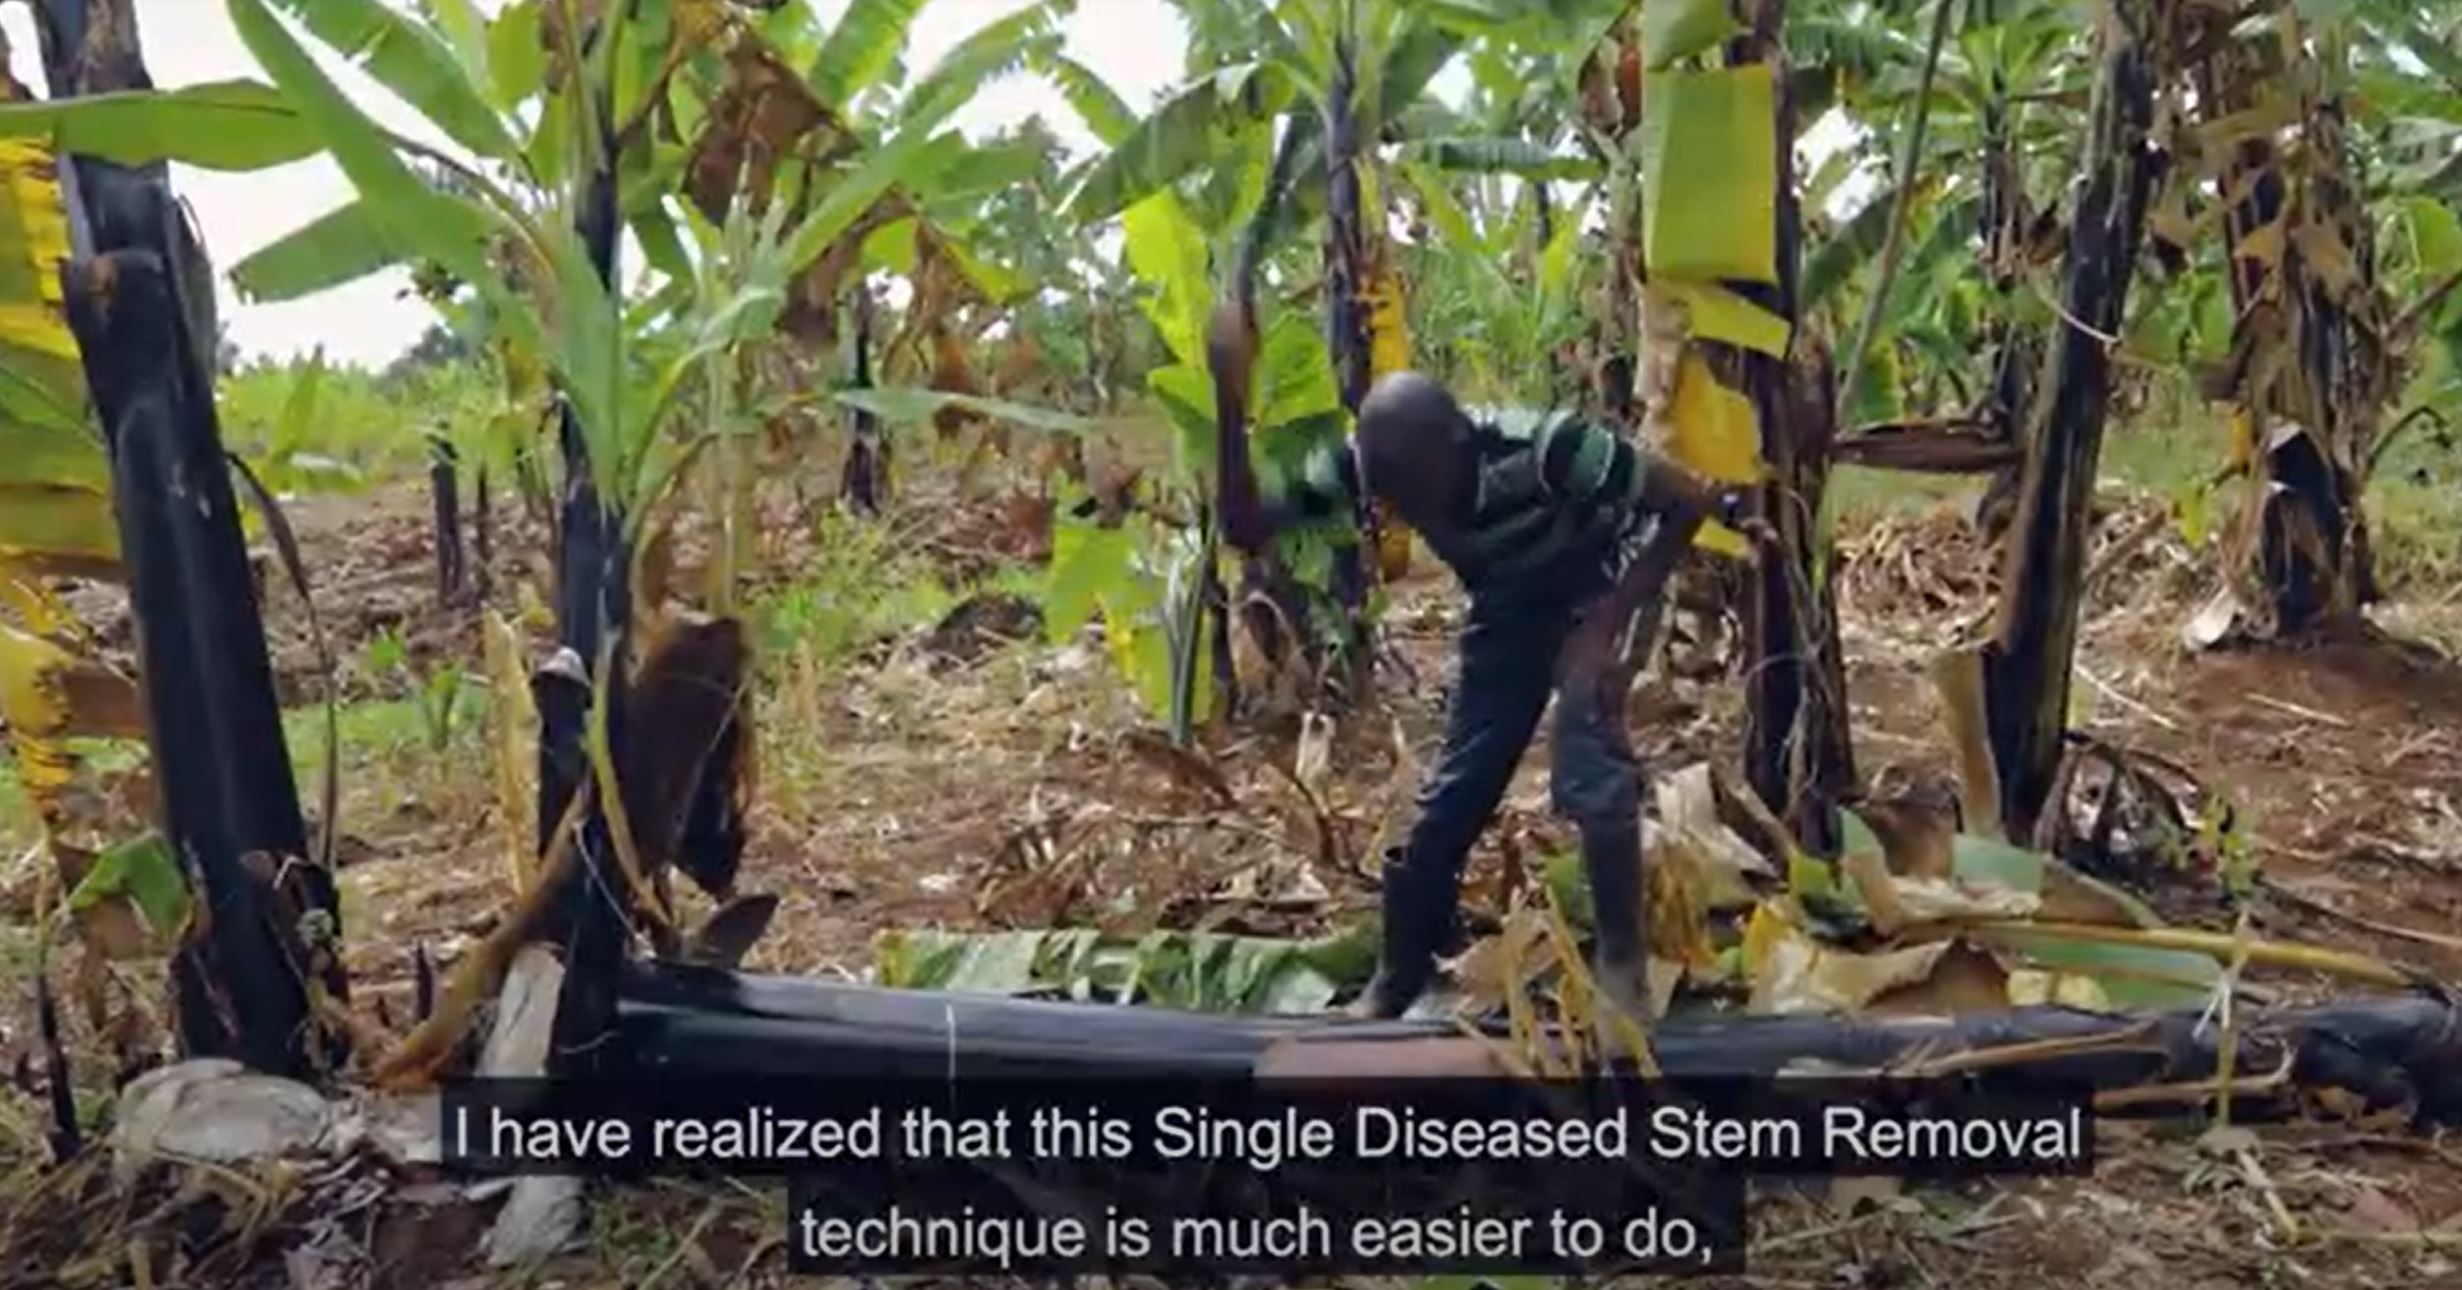 I have realized that this Single Diseased Stem Removal
technique is much easier to do,